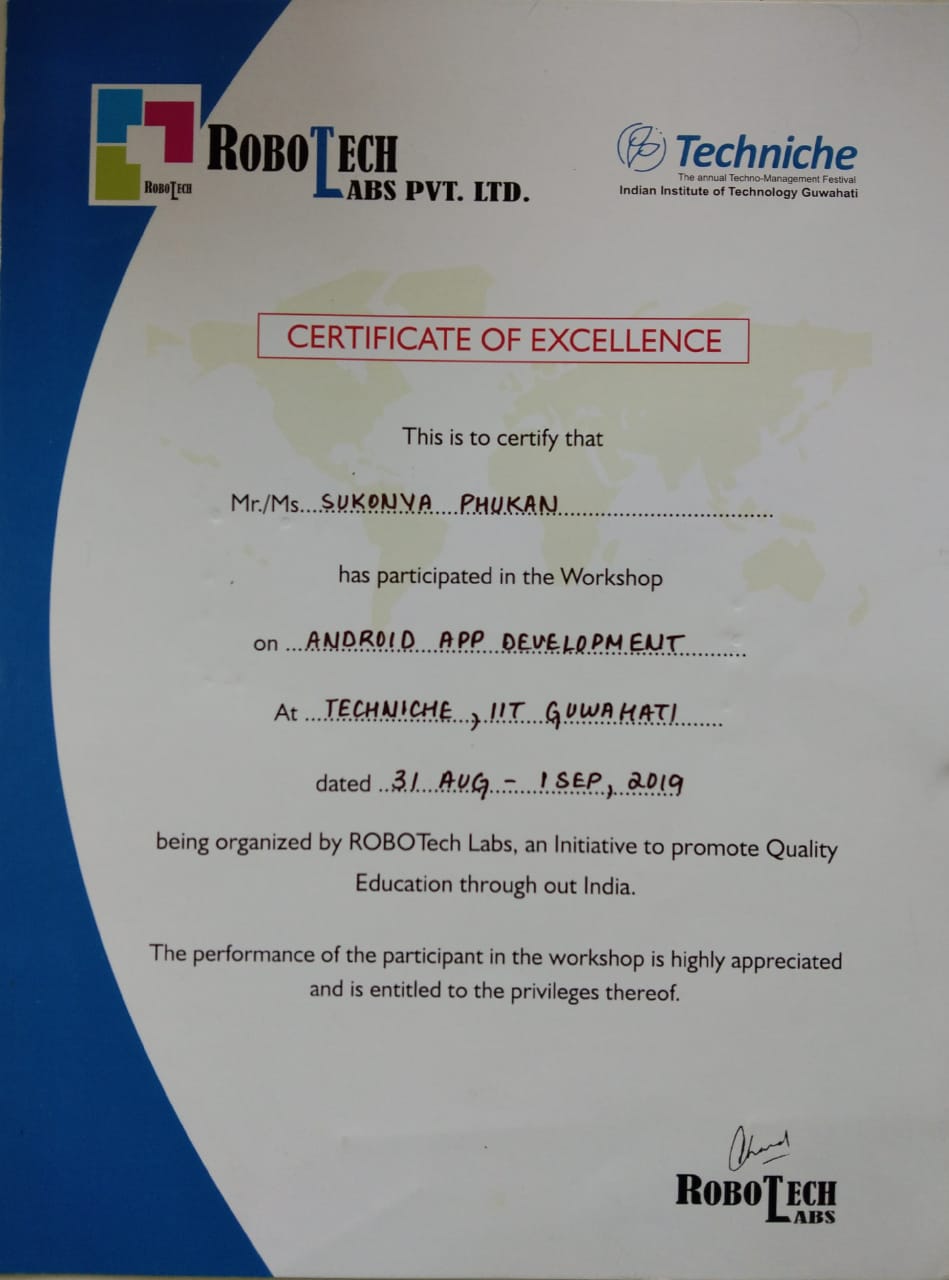 ROBOTECH
ROBOTECH
LABS PVT. LTD.
Techniche
The annual Techno-Management Festival
Indian Institute of Technology Guwahati
CERTIFICATE OF EXCELLENCE
This is to certify that
Mr./Ms....SUKONYA PHUKAN
has participated in the Workshop
on ...ANDROID APP DEVELOPMENT
At ....TECHNICHE, IIT GUWAHATI
dated ..31 AUG - 1 SEP, 2019
being organized by ROBOTech Labs, an Initiative to promote Quality
Education through out India.
The performance of the participant in the workshop is highly appreciated
and is entitled to the privileges thereof.
ROBOTECH
LABS